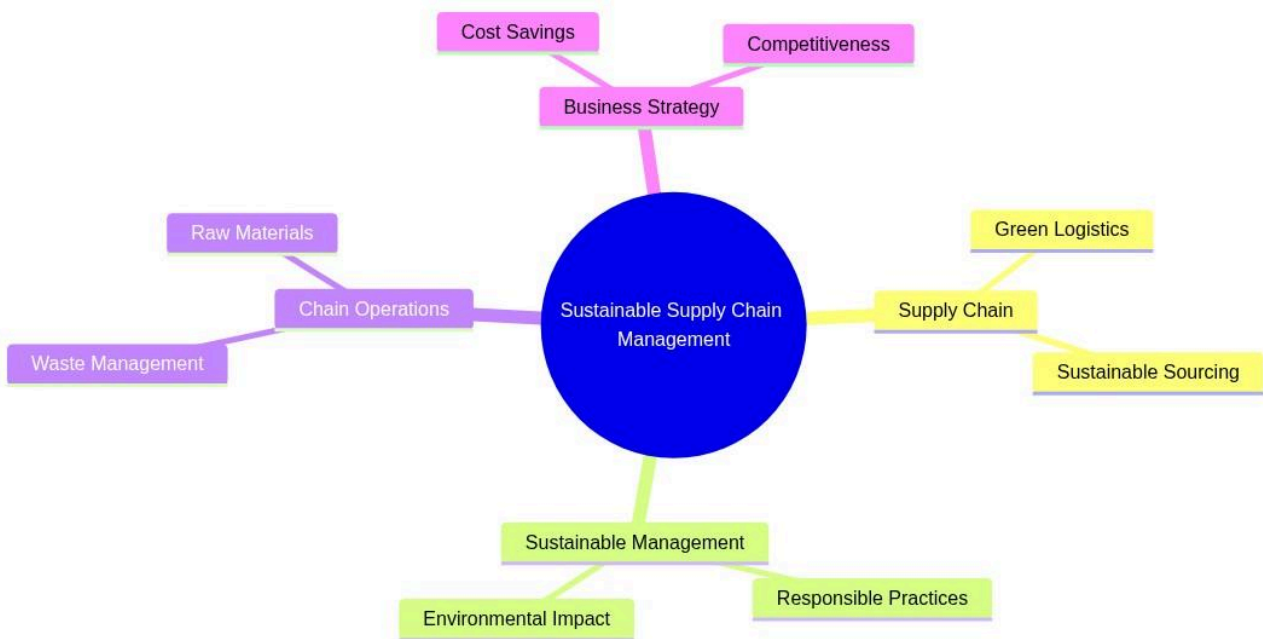 Cost Savings
Competitiveness
Business Strategy
Raw Materials
Green Logistics
Chain Operations
Sustainable Supply Chain
Management
Supply Chain
Waste Management
Sustainable Sourcing
Sustainable Management
Responsible Practices
Environmental Impact